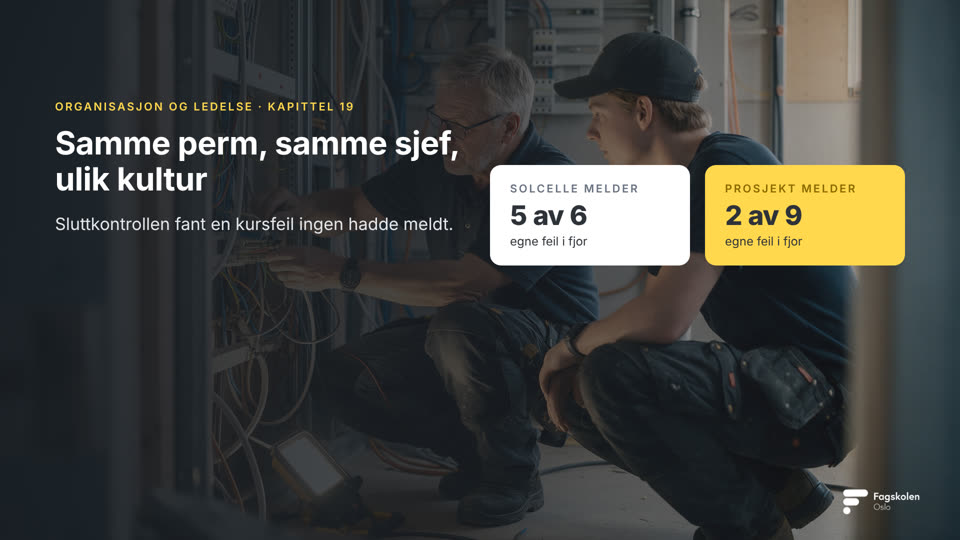 ORGANISASJON OG LEDELSE · KAPITTEL 19
Samme perm, samme sjef,
ulik kultur
Sluttkontrollen fant en kursfeil ingen hadde meldt.
SOLCELLE MELDER
5 av 6
egne feil i fjor
PROSJEKT MELDER
2 av 9
egne feil i fjor
Fagskolen
Oslo